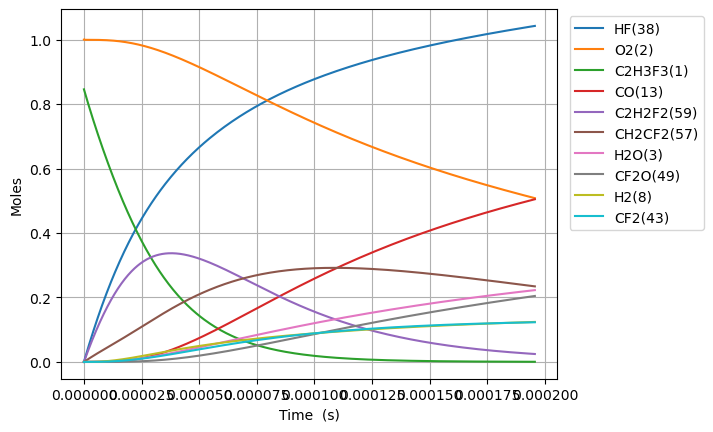 1.0
0.8
0.6
0.4
0.2
0.0
Moles
0.000000 0.000025 0.000050 0.000075 0.000100 0.000125 0.000150 0.000175 0.000200
Time (s)
HF(38)
O2(2)
C2H3F3(1)
CO(13)
C2H2F2(59)
CH2CF2(57)
H2O(3)
CF2O(49)
H2(8)
CF2(43)